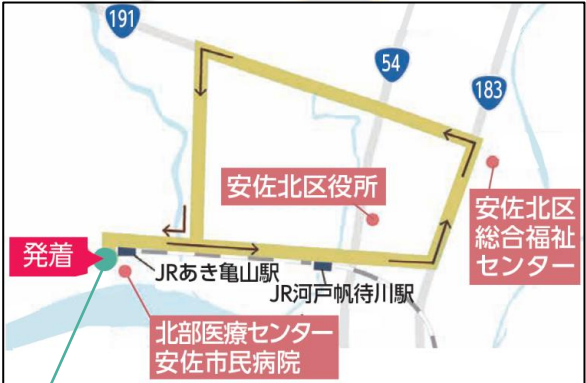 191
54
183
安佐北区役所
安佐北区
総合福祉
センター
発着
JRあき亀山駅
JR河戸帆待川駅
北部医療センター
安佐市民病院